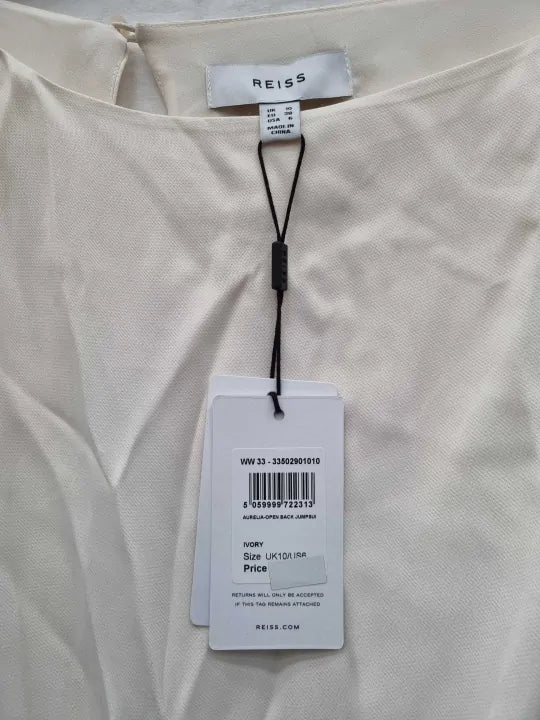 REISS
UK 10
EU 38
USA 6
MADE IN
CHINA
REISS
WW 33 - 33502901010
5 059999 722313
AURELIA-OPEN BACK JUMPSUI
IVORY
Size UK10/US6
Price
RETURNS WILL ONLY BE ACCEPTED
IF THIS TAG REMAINS ATTACHED
REISS.COM